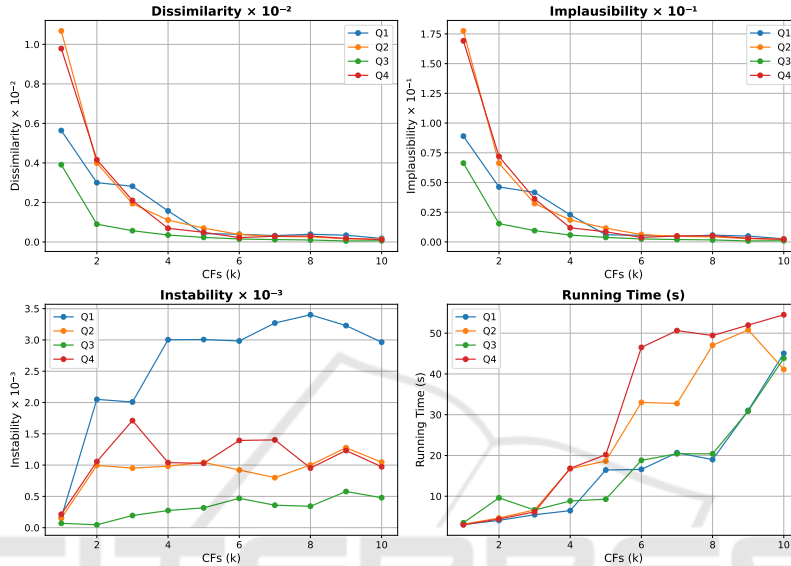 Dissimilarity × 10⁻²
Dissimilarity × 10⁻²
1.0
0.8
0.6
0.4
0.2
0.0
2 4 6 8 10
CFs (k)
Q1
Q2
Q3
Q4
Implausibility × 10⁻¹
Implausibility × 10⁻¹
1.75
1.50
1.25
1.00
0.75
0.50
0.25
0.00
2 4 6 8 10
CFs (k)
Q1
Q2
Q3
Q4
Instability × 10⁻³
Instability × 10⁻³
3.5
3.0
2.5
2.0
1.5
1.0
0.5
0.0
2 4 6 8 10
CFs (k)
Q1
Q2
Q3
Q4
Running Time (s)
Running Time (s)
50
40
30
20
10
2 4 6 8 10
CFs (k)
Q1
Q2
Q3
Q4